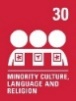 30
MINORITY CULTURE,
LANGUAGE AND
RELIGION